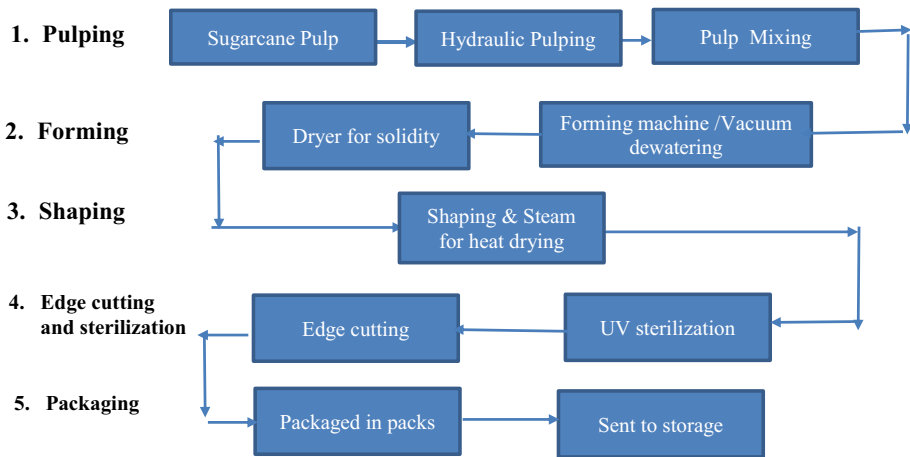 1. Pulping
Sugarcane Pulp
Hydraulic Pulping
Pulp Mixing
2. Forming
Dryer for solidity
Forming machine /Vacuum
dewatering
3. Shaping
Shaping & Steam
for heat drying
4. Edge cutting
and sterilization
Edge cutting
UV sterilization
5. Packaging
Packaged in packs
Sent to storage